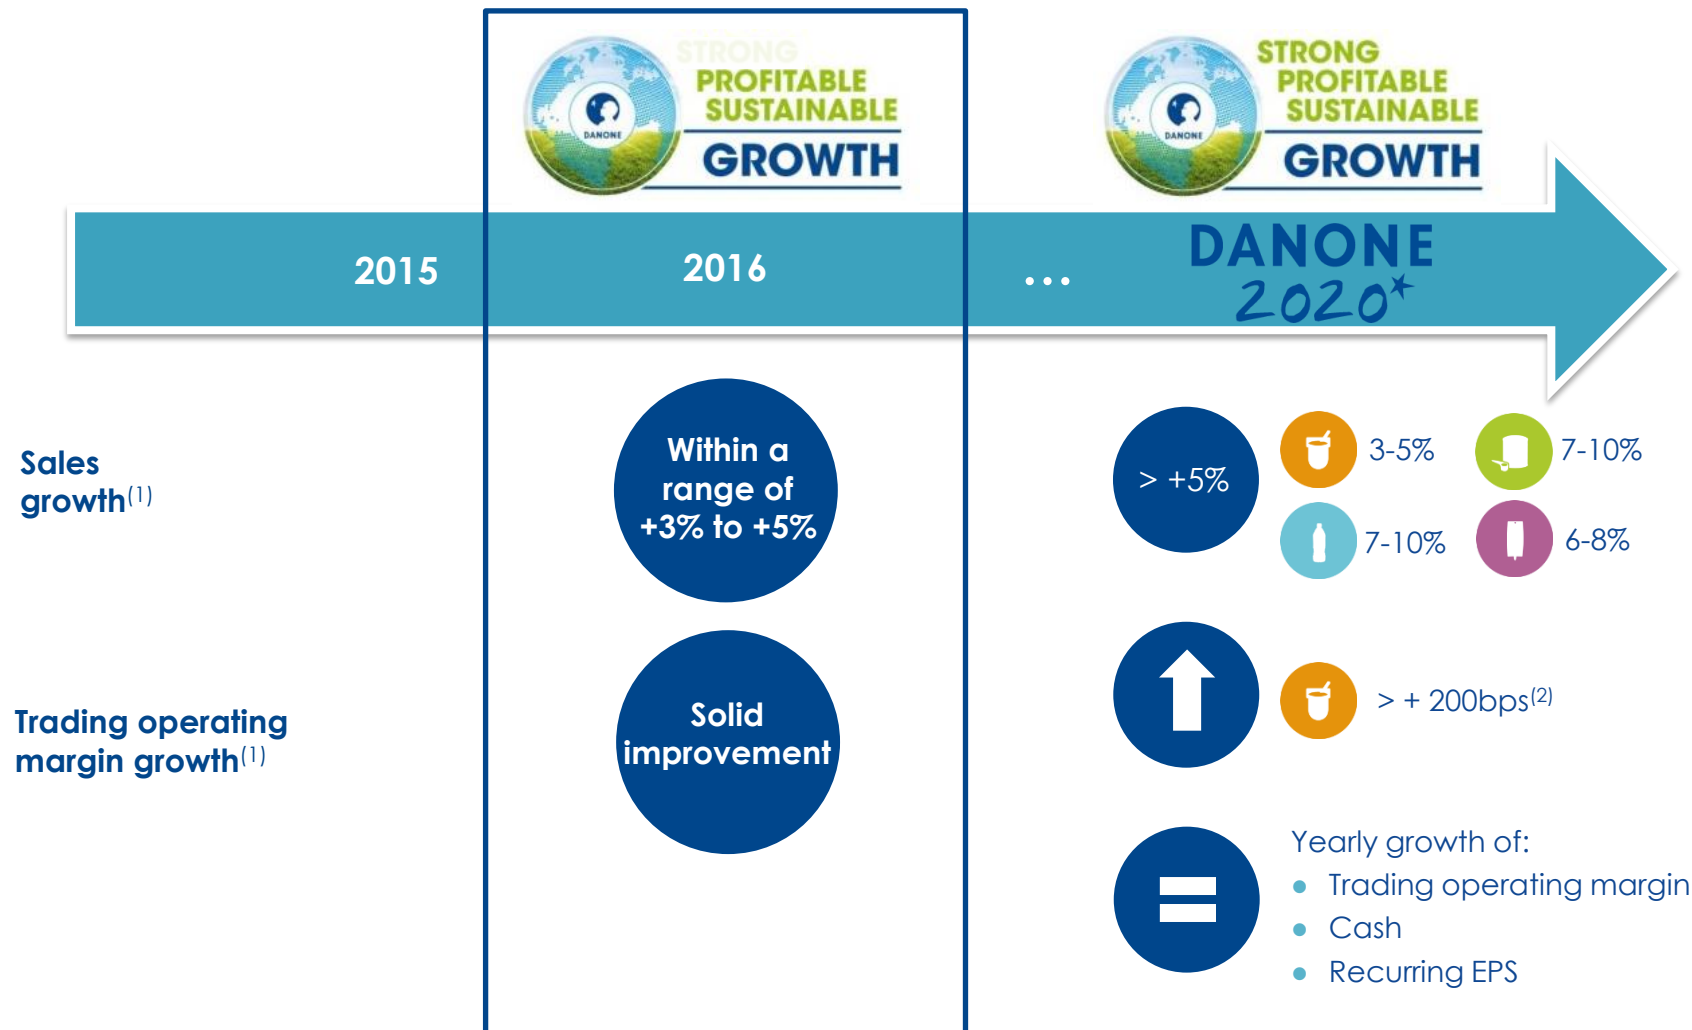 STRONG
PROFITABLE
SUSTAINABLE
GROWTH
DANONE
STRONG
PROFITABLE
SUSTAINABLE
GROWTH
DANONE
2015
2016
...
DANONE
2020*
Sales
growth(1)
Within a
range of
+3% to +5%
> +5%
3-5%
7-10%
7-10%
6-8%
Trading operating
margin growth(1)
Solid
improvement
> + 200bps(2)
Yearly growth of:
● Trading operating margin
● Cash
● Recurring EPS